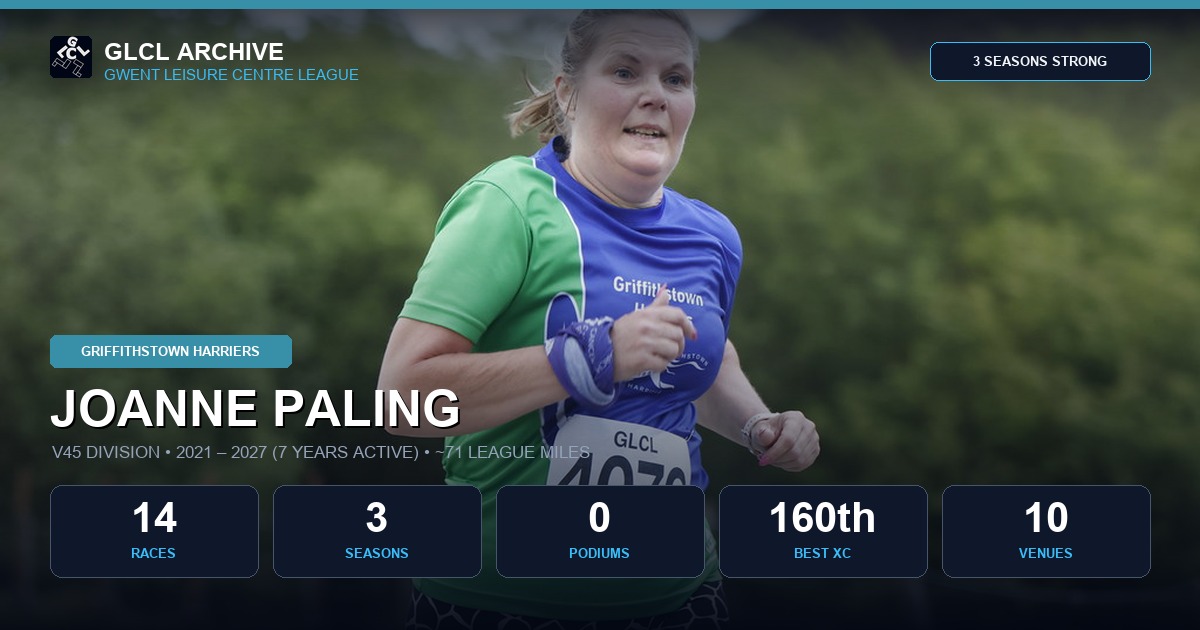 GLCL ARCHIVE
GWENT LEISURE CENTRE LEAGUE
3 SEASONS STRONG
Griffithstown
GLCL
GRIFFITHSTOWN HARRIERS
JOANNE PALING
V45 DIVISION • 2021 – 2027 (7 YEARS ACTIVE) • ~71 LEAGUE MILES
14
RACES
3
SEASONS
0
PODIUMS
160th
BEST XC
10
VENUES